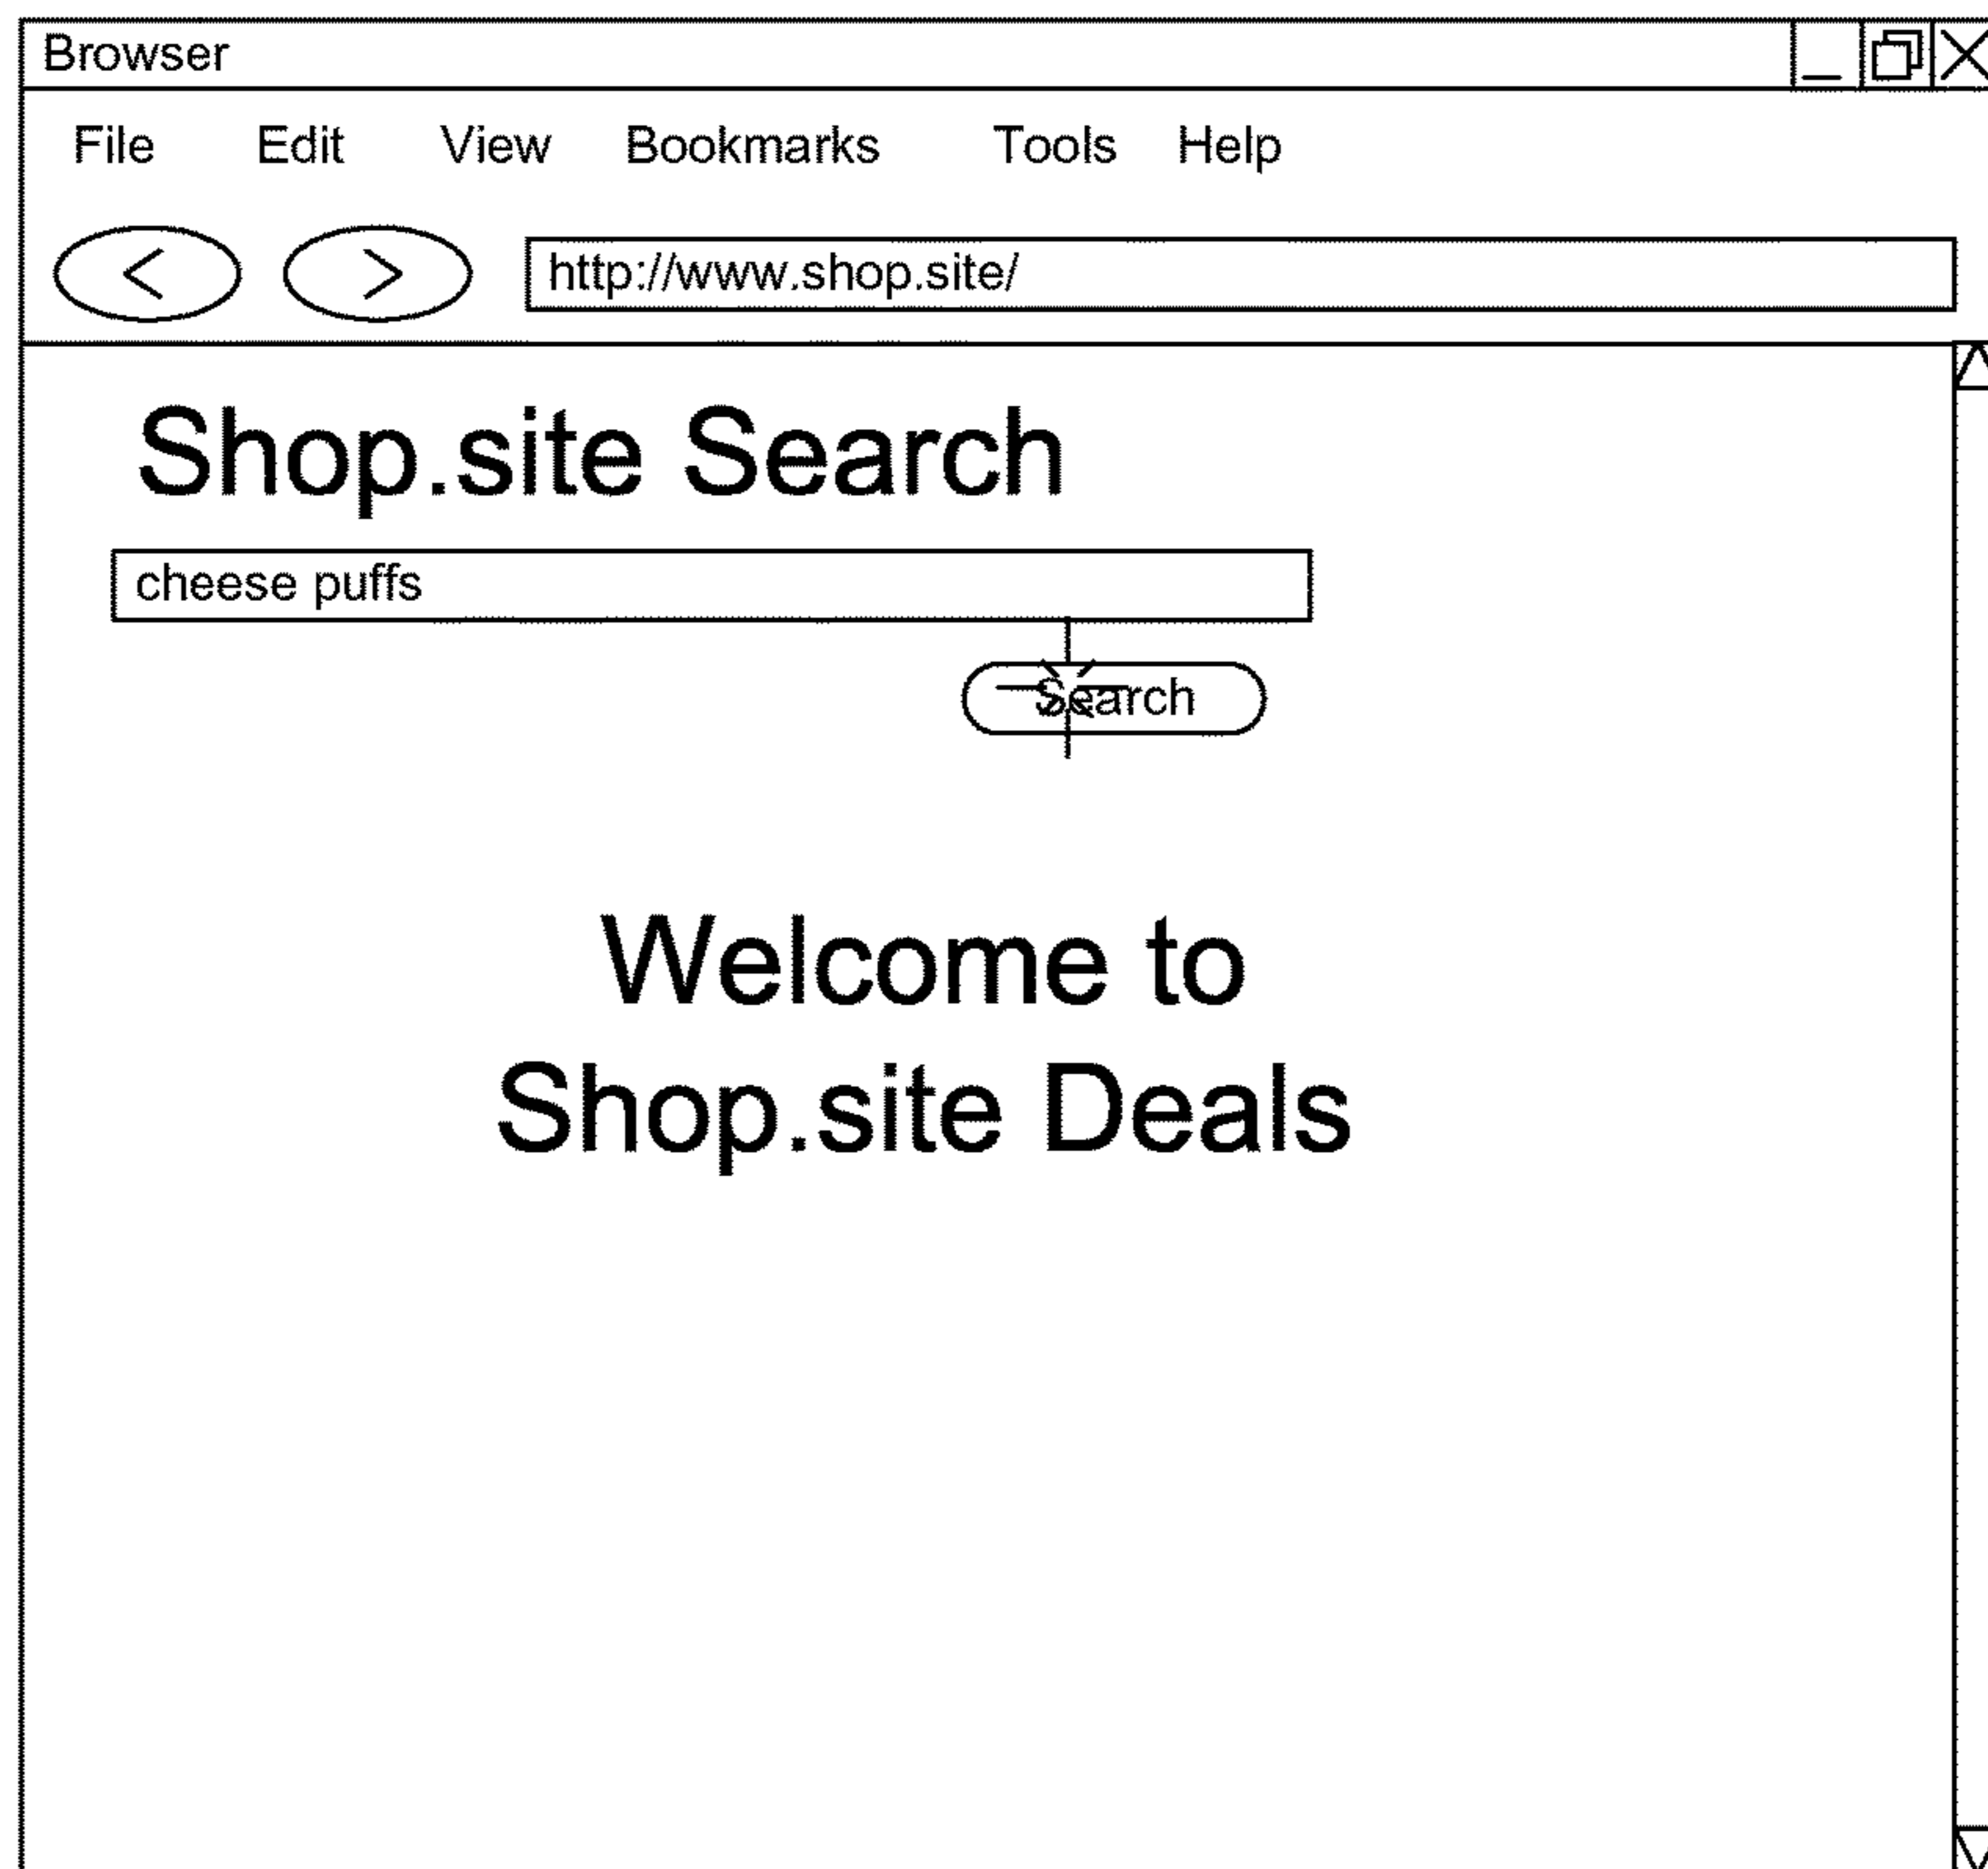 Browser
File Edit View Bookmarks Tools Help
< > http://www.shop.site/
Shop.site Search
cheese puffs
Search
Welcome to
Shop.site Deals